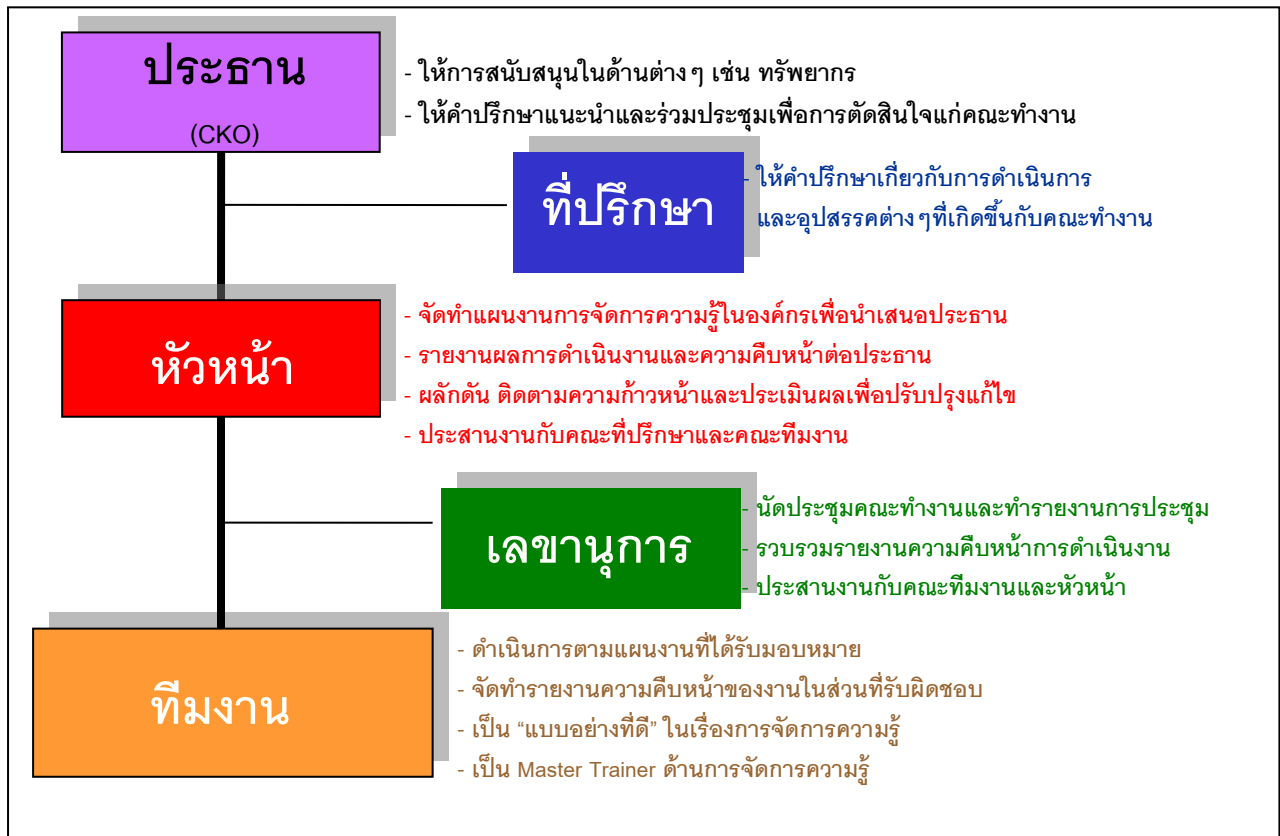 ประธาน
(CKO)
- ให้การสนับสนุนในด้านต่าง ๆ เช่น ทรัพยากร
- ให้คำปรึกษาแนะนำและร่วมประชุมเพื่อการตัดสินใจแก่คณะทำงาน
ที่ปรึกษา
- ให้คำปรึกษาเกี่ยวกับการดำเนินการ
และอุปสรรคต่าง ๆที่เกิดขึ้นกับคณะทำงาน
หัวหน้า
- จัดทำแผนงานการจัดการความรู้ในองค์กรเพื่อนำเสนอประธาน
- รายงานผลการดำเนินงานและความคืบหน้าต่อประธาน
- ผลักดัน ติดตามความก้าวหน้าและประเมินผลเพื่อปรับปรุงแก้ไข
- ประสานงานกับคณะที่ปรึกษาและคณะทีมงาน
เลขานุการ
- นัดประชุมคณะทำงานและทำรายงานการประชุม
- รวบรวมรายงานความคืบหน้าการดำเนินงาน
- ประสานงานกับคณะทีมงานและหัวหน้า
ทีมงาน
- ดำเนินการตามแผนงานที่ได้รับมอบหมาย
- จัดทำรายงานความคืบหน้าของงานในส่วนที่รับผิดชอบ
- เป็น “แบบอย่างที่ดี” ในเรื่องการจัดการความรู้
- เป็น Master Trainer ด้านการจัดการความรู้